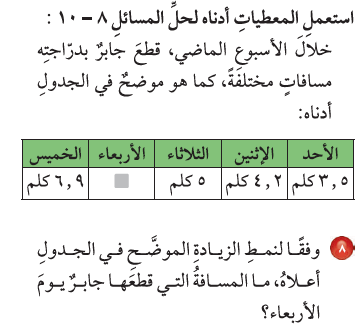 استعملِ المعطياتِ أدناه لحلِّ المسائلِ ٨ – ١٠ :
خلالَ الأسبوعِ الماضي، قطعَ جابرٌ بدرّاجتِه
مسافاتٍ مختلفَةً، كما هو موضحٌ في الجدولِ
أدناه:
الأحد الإثنين الثلاثاء الأربعاء الخميس
٣,٥ كلم ٤,٢ كلم ٥ كلم ٦,٩ كلم
٨ وفقًا لنمطِ الزيادةِ الموضَّحِ في الجدولِ
أعلاهُ، ما المسافةُ التي قطعَها جابرٌ يومَ
الأربعاء؟